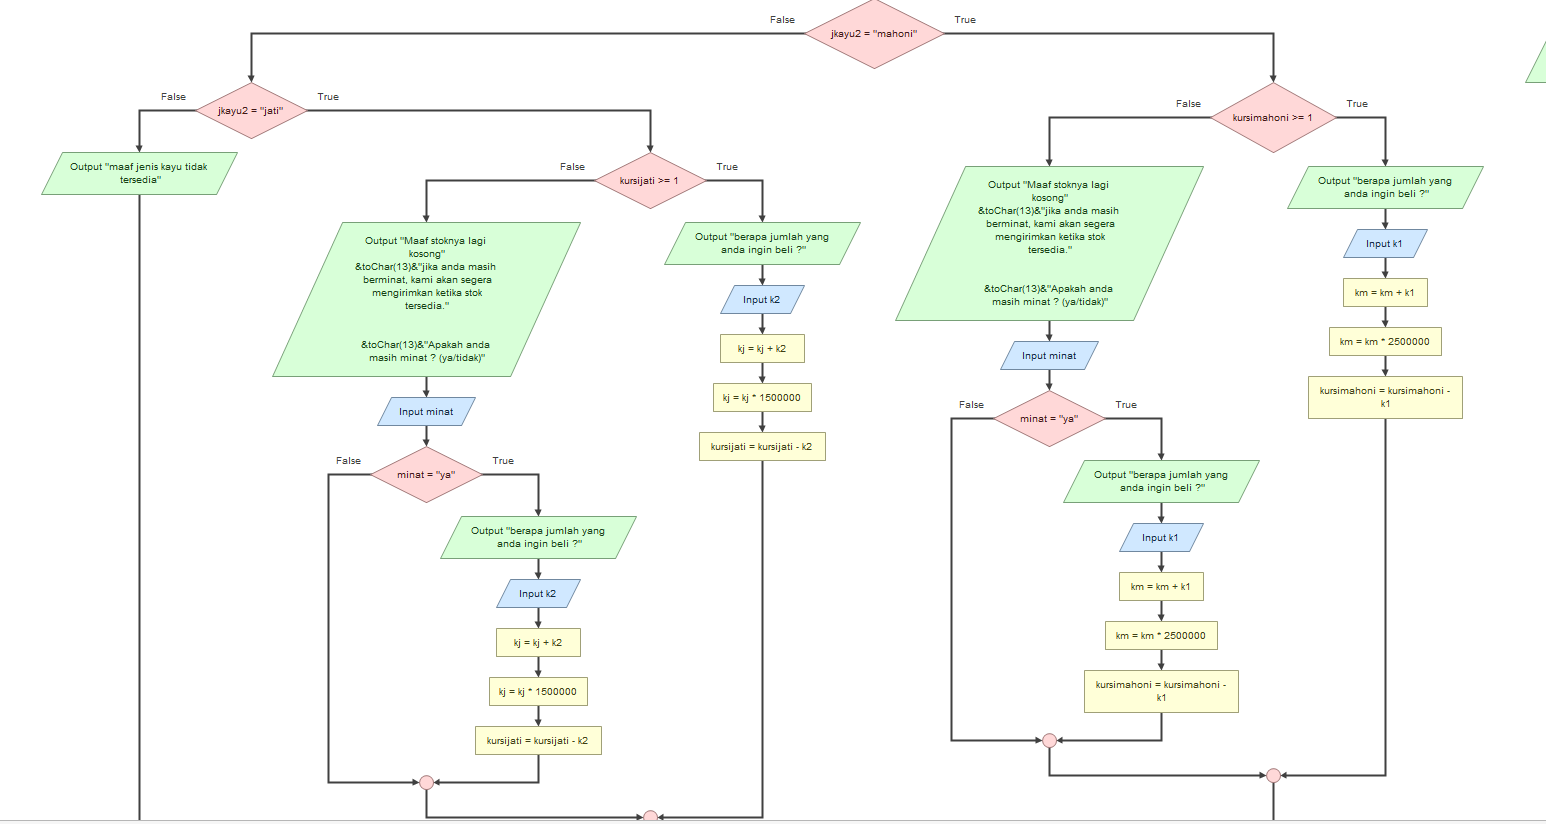 False
True
jkayu2 = "mahoni"
False
True
jkayu2 = "jati"
Output "maaf jenis kayu tidak
tersedia"
False
True
kursijati >= 1
Output "Maaf stoknya lagi
kosong"
&toChar(13)&"jika anda masih
berminat, kami akan segera
mengirimkan ketika stok
tersedia."
&toChar(13)&"Apakah anda
masih minat ? (ya/tidak)"
Input minat
False
True
minat = "ya"
Output "berapa jumlah yang
anda ingin beli ?"
Input k2
kj = kj + k2
kj = kj * 1500000
kursijati = kursijati - k2
Output "berapa jumlah yang
anda ingin beli ?"
Input k2
kj = kj + k2
kj = kj * 1500000
kursijati = kursijati - k2
False
True
kursimahoni >= 1
Output "Maaf stoknya lagi
kosong"
&toChar(13)&"jika anda masih
berminat, kami akan segera
mengirimkan ketika stok
tersedia."
&toChar(13)&"Apakah anda
masih minat ? (ya/tidak)"
Input minat
False
True
minat = "ya"
Output "berapa jumlah yang
anda ingin beli ?"
Input k1
km = km + k1
km = km * 2500000
kursimahoni = kursimahoni -
k1
Output "berapa jumlah yang
anda ingin beli ?"
Input k1
km = km + k1
km = km * 2500000
kursimahoni = kursimahoni -
k1